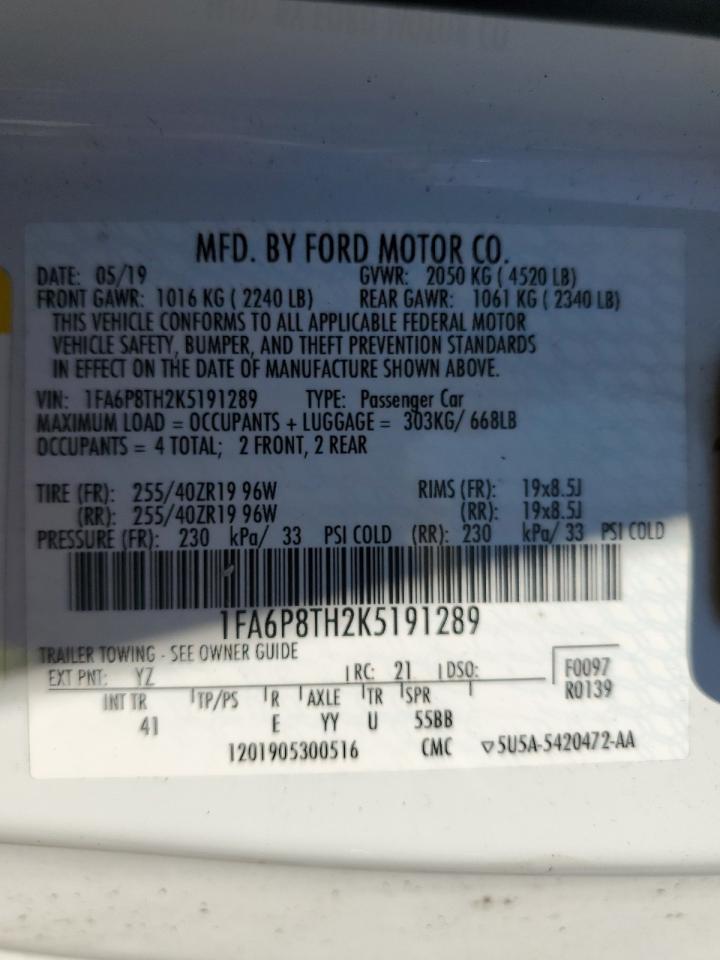 MFD. BY FORD MOTOR CO.
DATE: 05/19 GVWR: 2050 KG ( 4520 LB)
FRONT GAWR: 1016 KG ( 2240 LB) REAR GAWR: 1061 KG ( 2340 LB)
THIS VEHICLE CONFORMS TO ALL APPLICABLE FEDERAL MOTOR
VEHICLE SAFETY, BUMPER, AND THEFT PREVENTION STANDARDS
IN EFFECT ON THE DATE OF MANUFACTURE SHOWN ABOVE.
VIN: 1FA6P8TH2K5191289 TYPE: Passenger Car
MAXIMUM LOAD = OCCUPANTS + LUGGAGE = 303KG/ 668LB
OCCUPANTS = 4 TOTAL; 2 FRONT, 2 REAR
TIRE (FR): 255/40ZR19 96W RIMS (FR): 19x8.5J
(RR): 255/40ZR19 96W (RR): 19x8.5J
PRESSURE (FR): 230 kPa/ 33 PSI COLD (RR): 230 kPa/ 33 PSI COLD
1FA6P8TH2K5191289
TRAILER TOWING - SEE OWNER GUIDE
EXT PNT: YZ RC: 21 DSO: F0097
R0139
INT TR TP/PS R AXLE TR SPR
41 E YY U 55BB
1201905300516 CMC ▽5U5A-5420472-AA